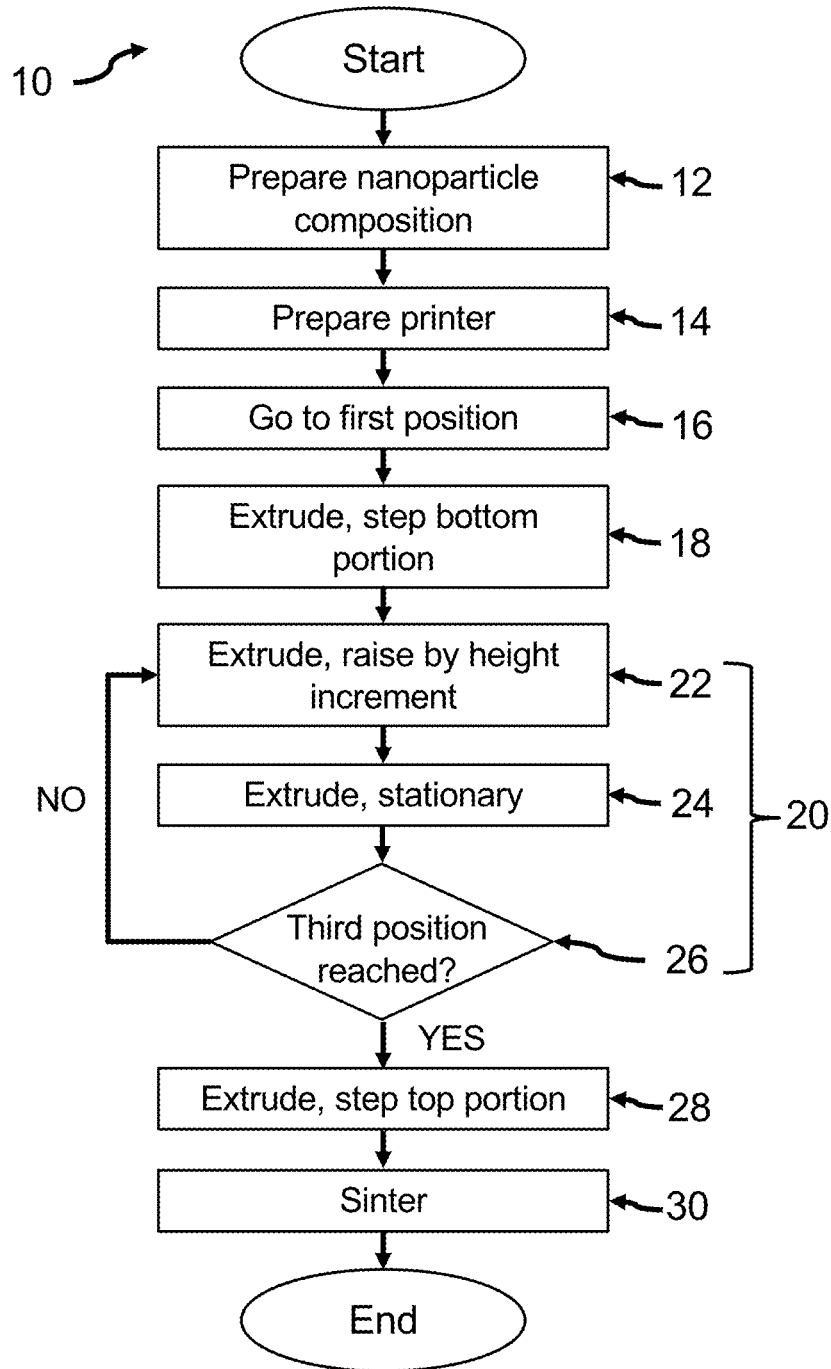 10
Start
Prepare nanoparticle
composition
12
Prepare printer
14
Go to first position
16
Extrude, step bottom
portion
18
Extrude, raise by height
increment
22
NO
Extrude, stationary
24
20
Third position
reached?
26
YES
Extrude, step top portion
28
Sinter
30
End